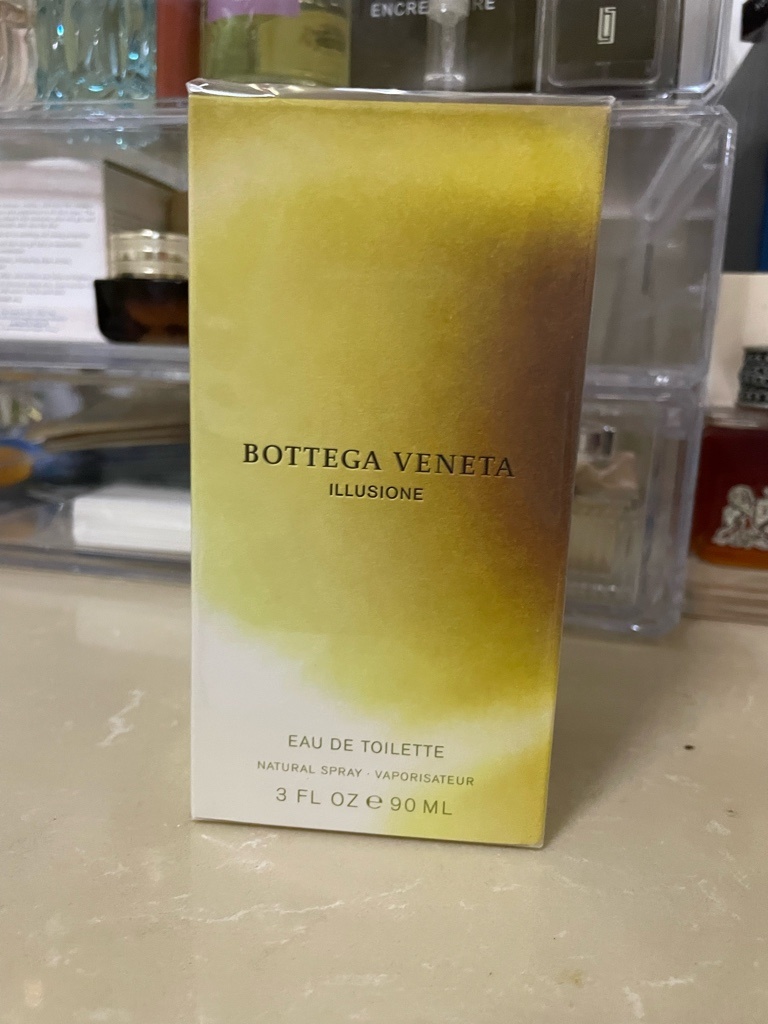 BOTTEGA VENETA
ILLUSIONE
EAU DE TOILETTE
NATURAL SPRAY · VAPORISATEUR
3 FL OZ ℮ 90 ML